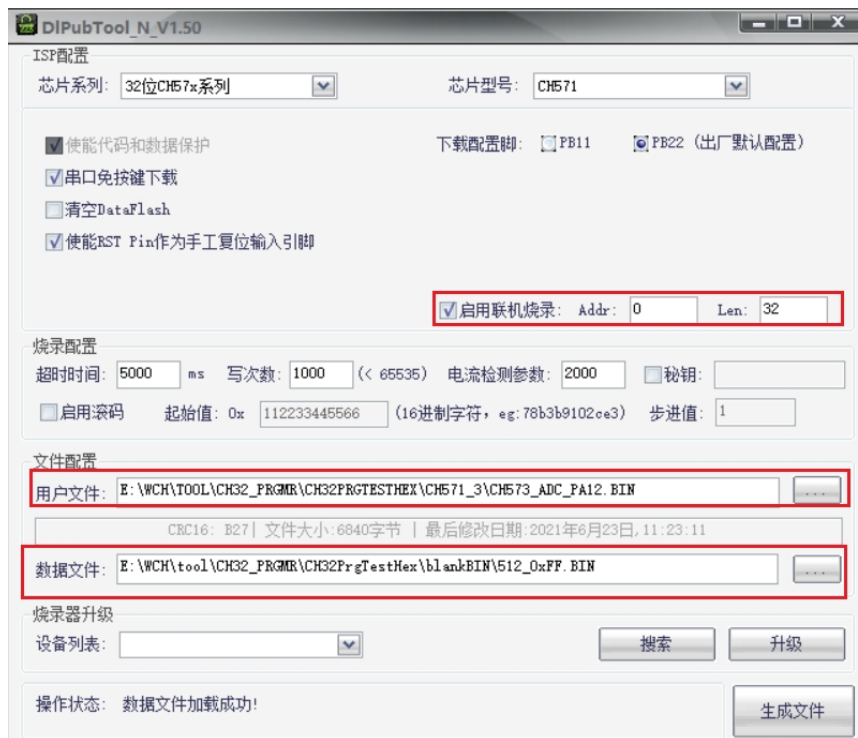 DlPubTool_N_V1.50
ISP配置
芯片系列: 32位CH57x系列 芯片型号: CH571
使能代码和数据保护 下载配置脚: PB11 PB22 (出厂默认配置)
串口免按键下载
清空DataFlash
使能RST Pin作为手工复位输入引脚
启用联机烧录: Addr: 0 Len: 32
烧录配置
超时时间: 5000 ms 写次数: 1000 (< 65535) 电流检测参数: 2000 秘钥:
启用滚码 起始值: 0x 112233445566 (16进制字符, eg:78b3b9102ce3) 步进值: 1
文件配置
用户文件: E:\WCH\TOOL\CH32_PRGMR\CH32PRGTESTHEX\CH571_3\CH573_ADC_PA12.BIN ...
CRC16: B27| 文件大小:6840字节 | 最后修改日期:2021年6月23日,11:23:11
数据文件: E:\WCH\tool\CH32_PRGMR\CH32PrgTestHex\blankBIN\512_0xFF.BIN ...
烧录器升级
设备列表: 搜索 升级
操作状态: 数据文件加载成功! 生成文件